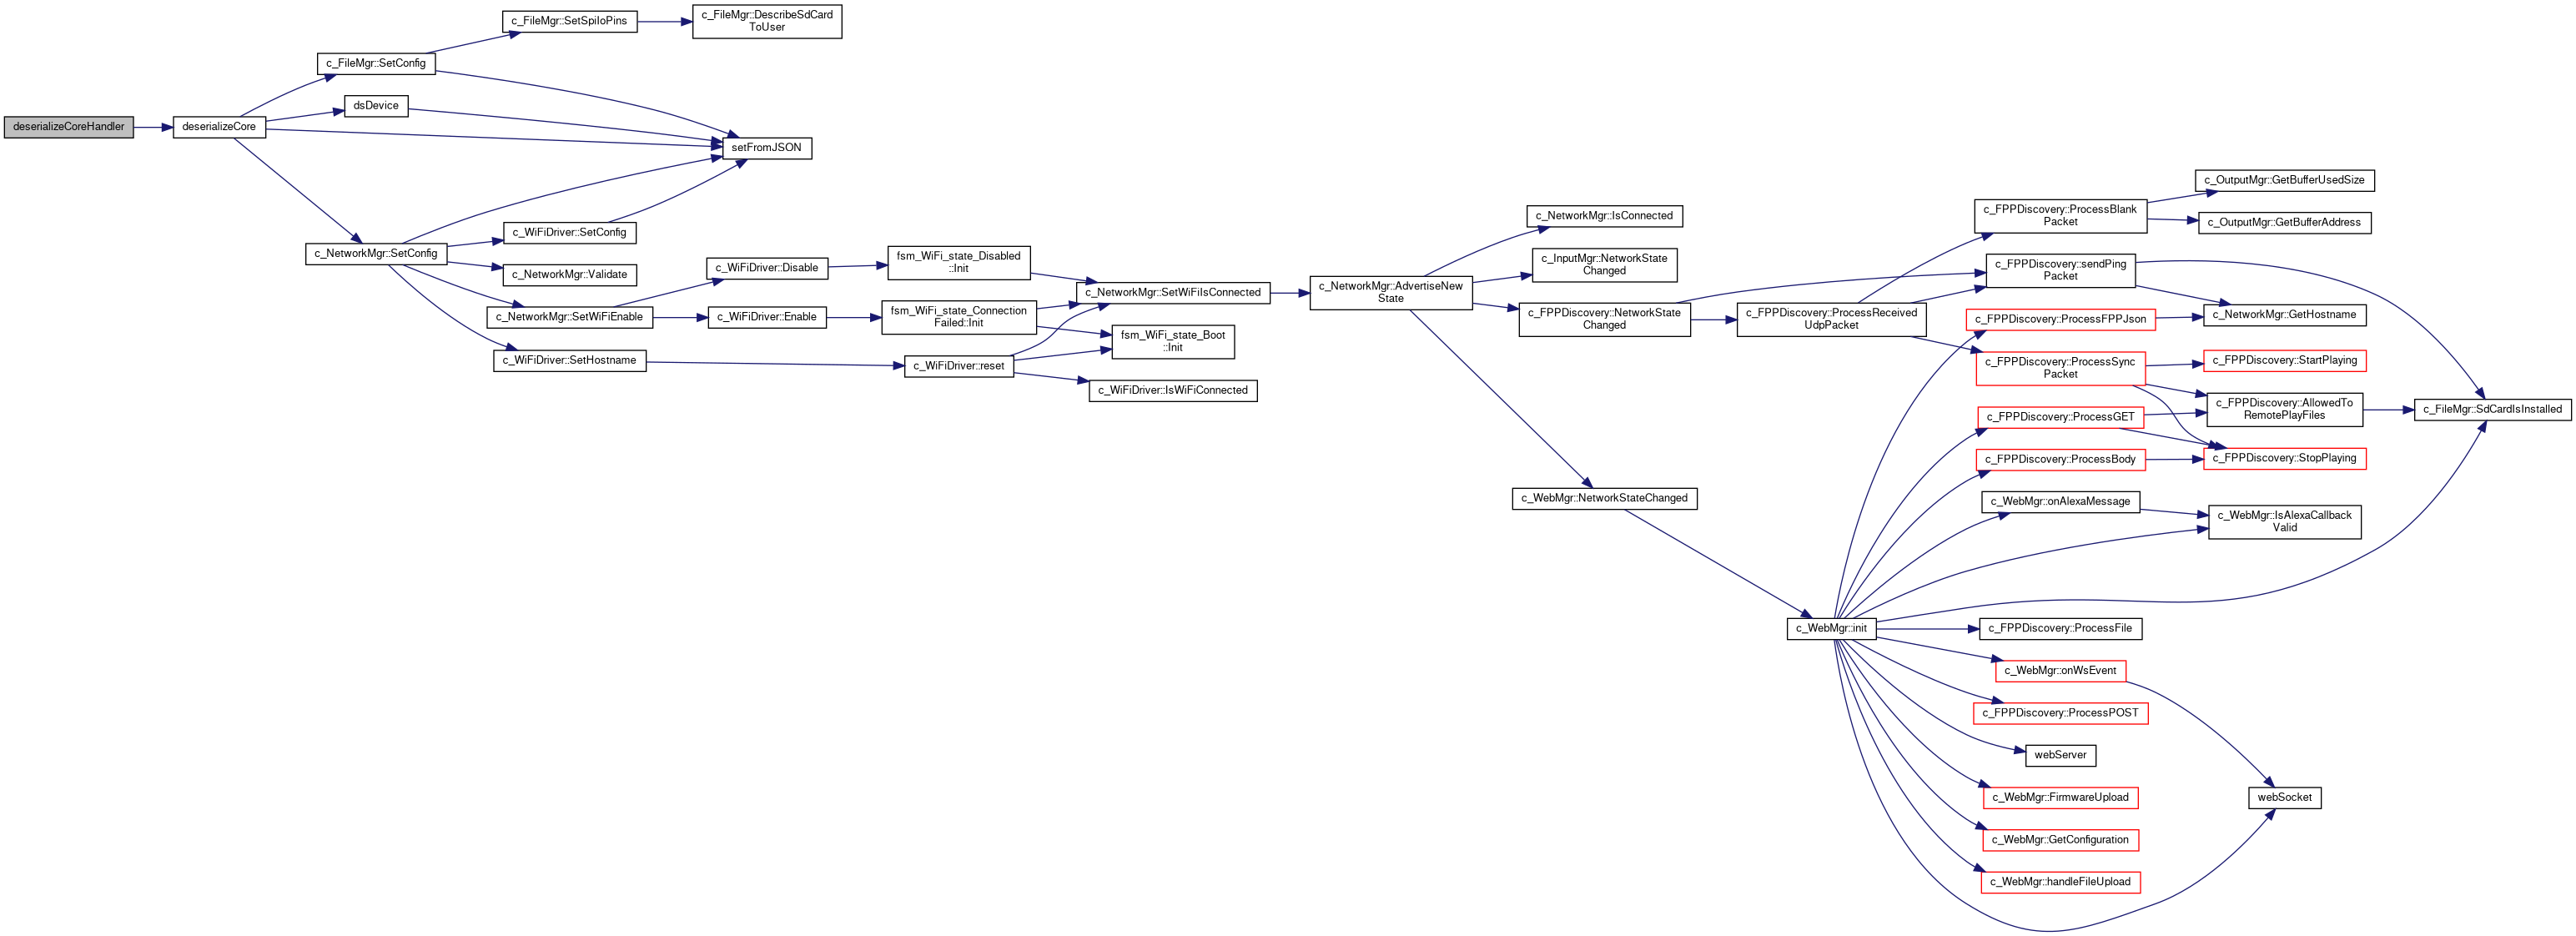 deserializeCoreHandler
deserializeCore
c_FileMgr::SetConfig
c_FileMgr::SetSpiIoPins
c_FileMgr::DescribeSdCard
ToUser
dsDevice
setFromJSON
c_NetworkMgr::SetConfig
c_WiFiDriver::SetConfig
c_NetworkMgr::Validate
c_NetworkMgr::SetWiFiEnable
c_WiFiDriver::SetHostname
c_WiFiDriver::Disable
c_WiFiDriver::Enable
fsm_WiFi_state_Disabled
::Init
fsm_WiFi_state_Connection
Failed::Init
c_WiFiDriver::reset
c_NetworkMgr::SetWiFiIsConnected
fsm_WiFi_state_Boot
::Init
c_WiFiDriver::IsWiFiConnected
c_NetworkMgr::AdvertiseNew
State
c_NetworkMgr::IsConnected
c_InputMgr::NetworkState
Changed
c_FPPDiscovery::NetworkState
Changed
c_WebMgr::NetworkStateChanged
c_FPPDiscovery::ProcessReceived
UdpPacket
c_WebMgr::init
c_FPPDiscovery::ProcessBlank
Packet
c_OutputMgr::GetBufferUsedSize
c_OutputMgr::GetBufferAddress
c_FPPDiscovery::sendPing
Packet
c_FPPDiscovery::ProcessFPPJson
c_NetworkMgr::GetHostname
c_FPPDiscovery::ProcessSync
Packet
c_FPPDiscovery::StartPlaying
c_FPPDiscovery::AllowedTo
RemotePlayFiles
c_FileMgr::SdCardIsInstalled
c_FPPDiscovery::ProcessGET
c_FPPDiscovery::StopPlaying
c_FPPDiscovery::ProcessBody
c_WebMgr::onAlexaMessage
c_WebMgr::IsAlexaCallback
Valid
c_FPPDiscovery::ProcessFile
c_WebMgr::onWsEvent
c_FPPDiscovery::ProcessPOST
webServer
c_WebMgr::FirmwareUpload
webSocket
c_WebMgr::GetConfiguration
c_WebMgr::handleFileUpload